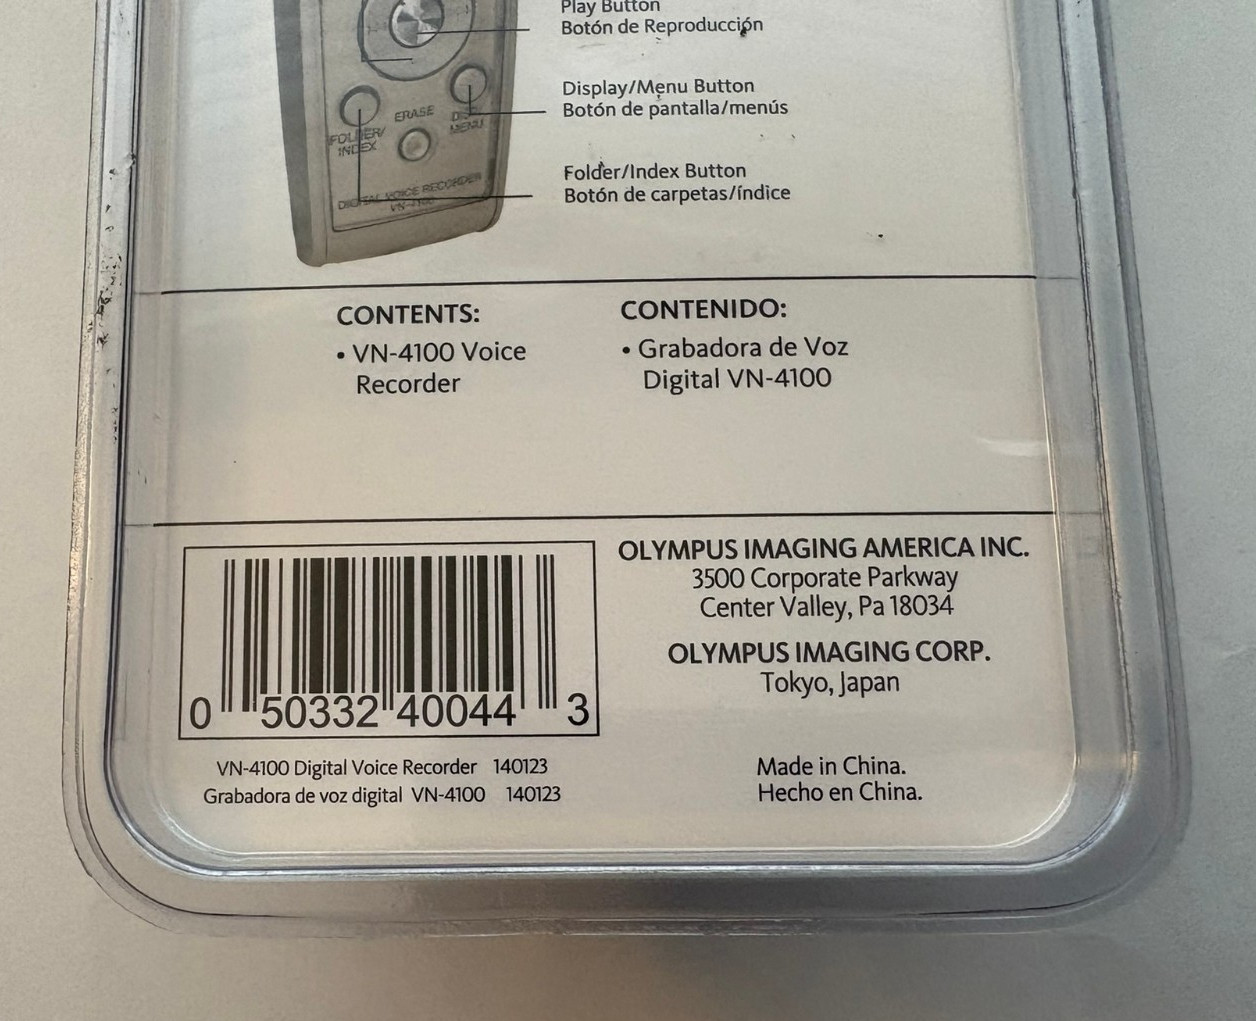 Play Button
Botón de Reproducción
Display/Menu Button
Botón de pantalla/menús
ERASE
DISP
MENU
FOLDER/
INDEX
Folder/Index Button
Botón de carpetas/índice
DIGITAL VOICE RECORDER
VN-4100
CONTENTS:
• VN-4100 Voice
Recorder
CONTENIDO:
• Grabadora de Voz
Digital VN-4100
0 50332 40044 3
VN-4100 Digital Voice Recorder 140123
Grabadora de voz digital VN-4100 140123
OLYMPUS IMAGING AMERICA INC.
3500 Corporate Parkway
Center Valley, Pa 18034
OLYMPUS IMAGING CORP.
Tokyo, Japan
Made in China.
Hecho en China.